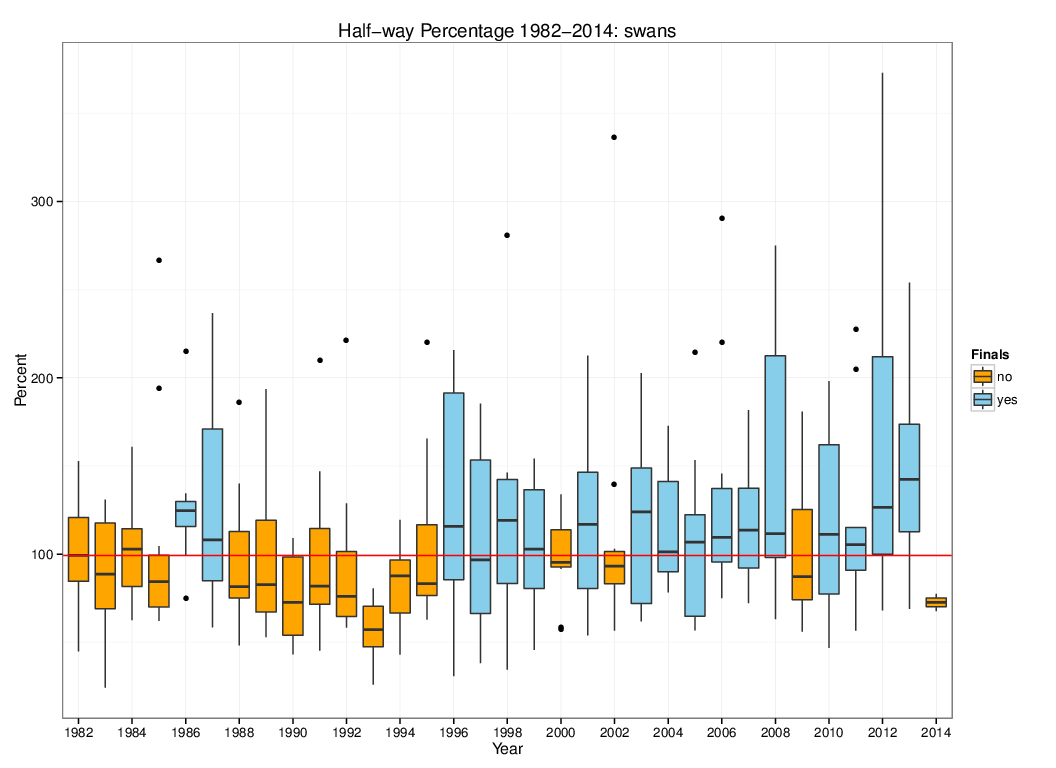 Half−way Percentage 1982−2014: swans
300
200
100
Percent
1982 1984 1986 1988 1990 1992 1994 1996 1998 2000 2002 2004 2006 2008 2010 2012 2014
Year
Finals
no
yes